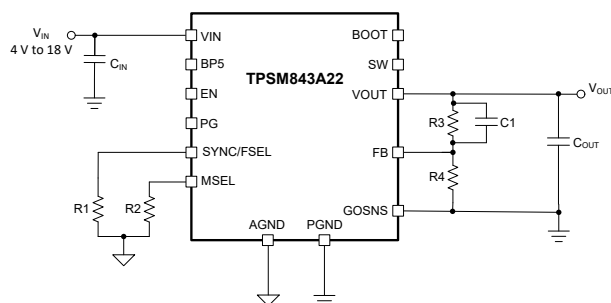 VIN
4 V to 18 V
CIN
VIN
BP5
EN
PG
SYNC/FSEL
MSEL
R1
R2
TPSM843A22
BOOT
SW
VOUT
FB
GOSNS
AGND
PGND
R3
C1
R4
VOUT
COUT